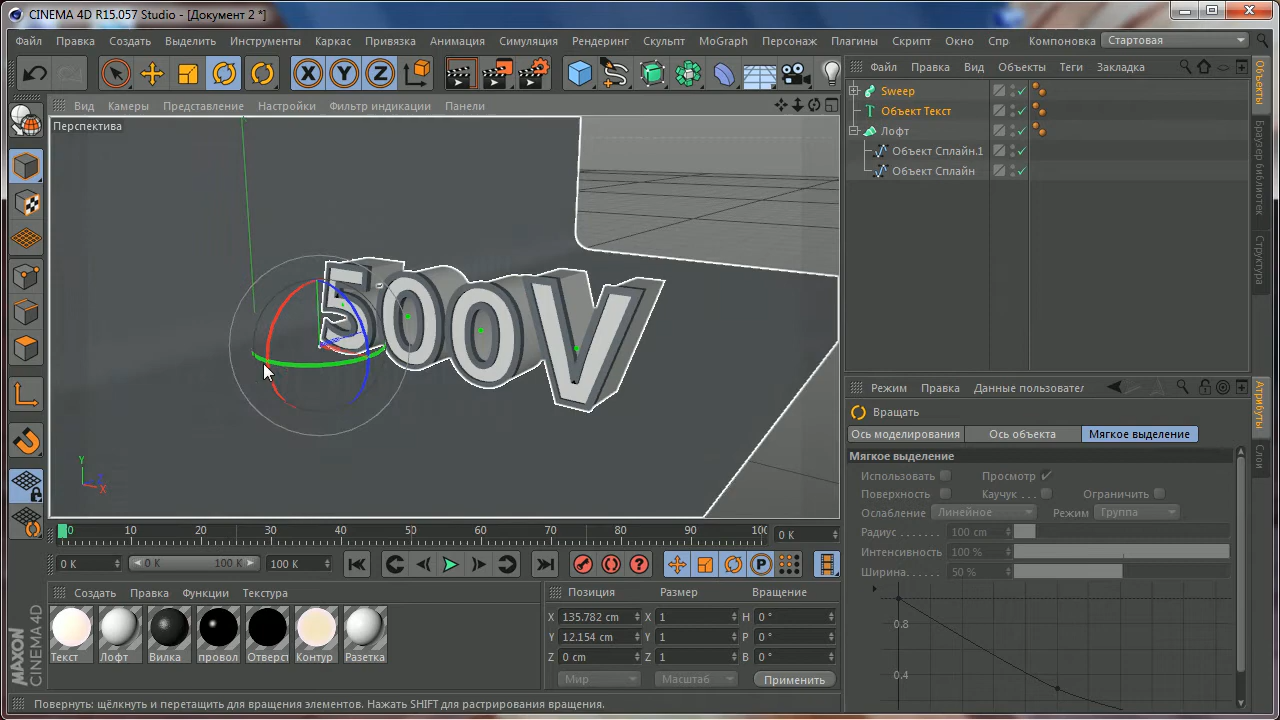 CINEMA 4D R15.057 Studio - [Документ 2 *]
Файл Правка Создать Выделить Инструменты Каркас Привязка Анимация Симуляция Рендеринг Скульпт MoGraph Персонаж Плагины Скрипт Окно Спр Компоновка Стартовая
X Y Z
Файл Правка Вид Объекты Теги Закладка
Sweep
Объект Текст
Лофт
Объект Сплайн.1
Объект Сплайн
Объекты
Браузер библиотек
Структура
Вид Камеры Представление Настройки Фильтр индикации Панели
Перспектива
500V
Y
Z
X
0 10 20 30 40 50 60 70 80 90 100 0 K
0 K 0 K 100 K 100 K
Создать Правка Функции Текстура
Текст Лофт Вилка провол Отверст Контур Разетка
MAXON
CINEMA 4D
Позиция Размер Вращение
X 135.782 cm X 1 H 0 °
Y 12.154 cm Y 1 P 0 °
Z 0 cm Z 1 B 0 °
Мир Масштаб Применить
Режим Правка Данные пользовател
Вращать
Ось моделирования Ось объекта Мягкое выделение
Мягкое выделение
Использовать Просмотр
Поверхность Каучук . . . Ограничить
Ослабление Линейное Режим Группа
Радиус . . . . . . . 100 cm
Интенсивность 100 %
Ширина. . . . . . 50 %
0.8
0.4
Атрибуты
Слои
Повернуть: щёлкнуть и перетащить для вращения элементов. Нажать SHIFT для растрирования вращения.